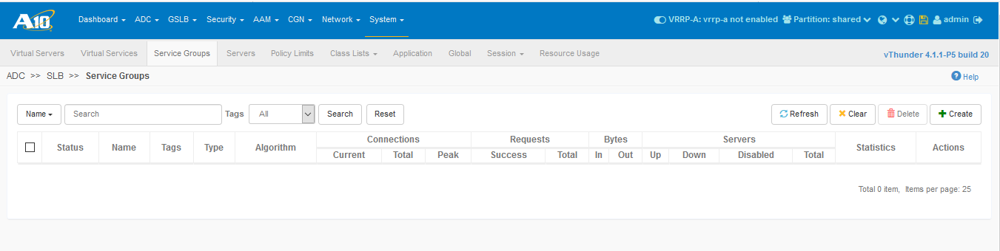 A10 Dashboard ADC GSLB Security AAM CGN Network System VRRP-A: vrrp-a not enabled Partition: shared admin
Virtual Servers Virtual Services Service Groups Servers Policy Limits Class Lists Application Global Session Resource Usage vThunder 4.1.1-P5 build 20
ADC >> SLB >> Service Groups Help
Name Search Tags All Search Reset Refresh Clear Delete Create
Connections Requests Bytes Servers
Status Name Tags Type Algorithm Statistics Actions
Current Total Peak Success Total In Out Up Down Disabled Total
Total 0 item, Items per page: 25